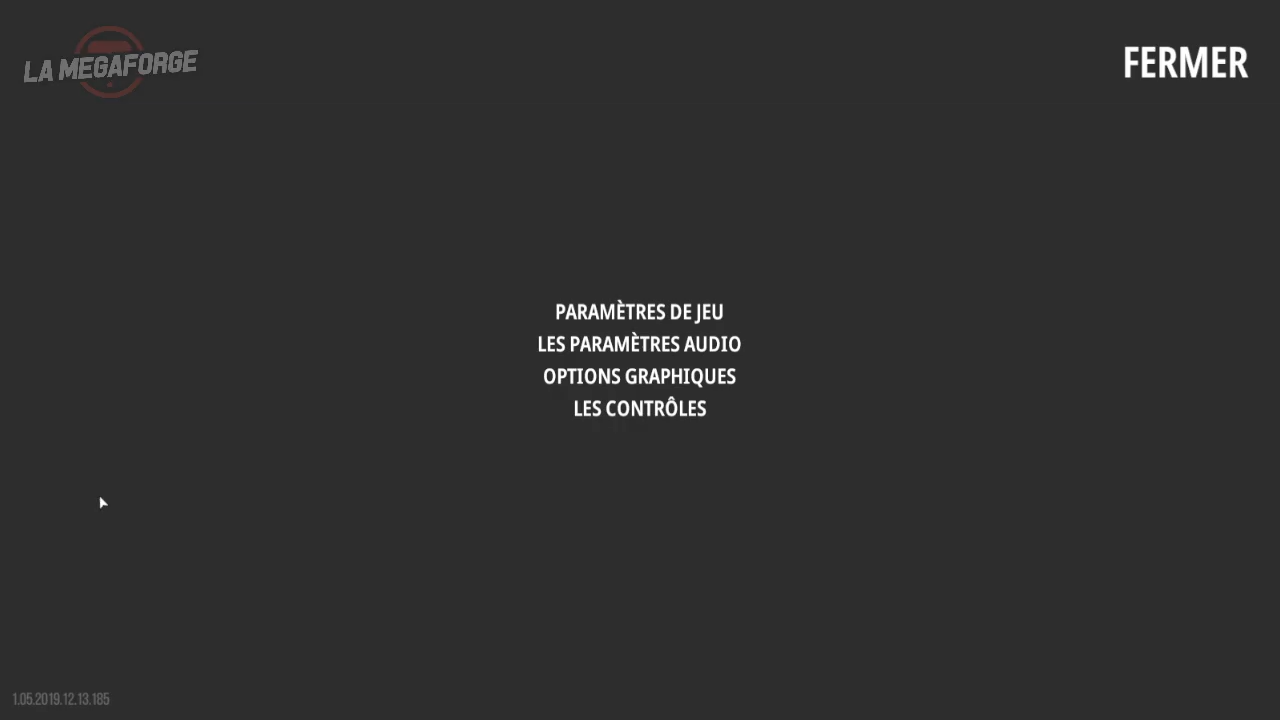 LA MEGAFORGE
FERMER
PARAMÈTRES DE JEU
LES PARAMÈTRES AUDIO
OPTIONS GRAPHIQUES
LES CONTRÔLES
1.05.2019.12.13.185